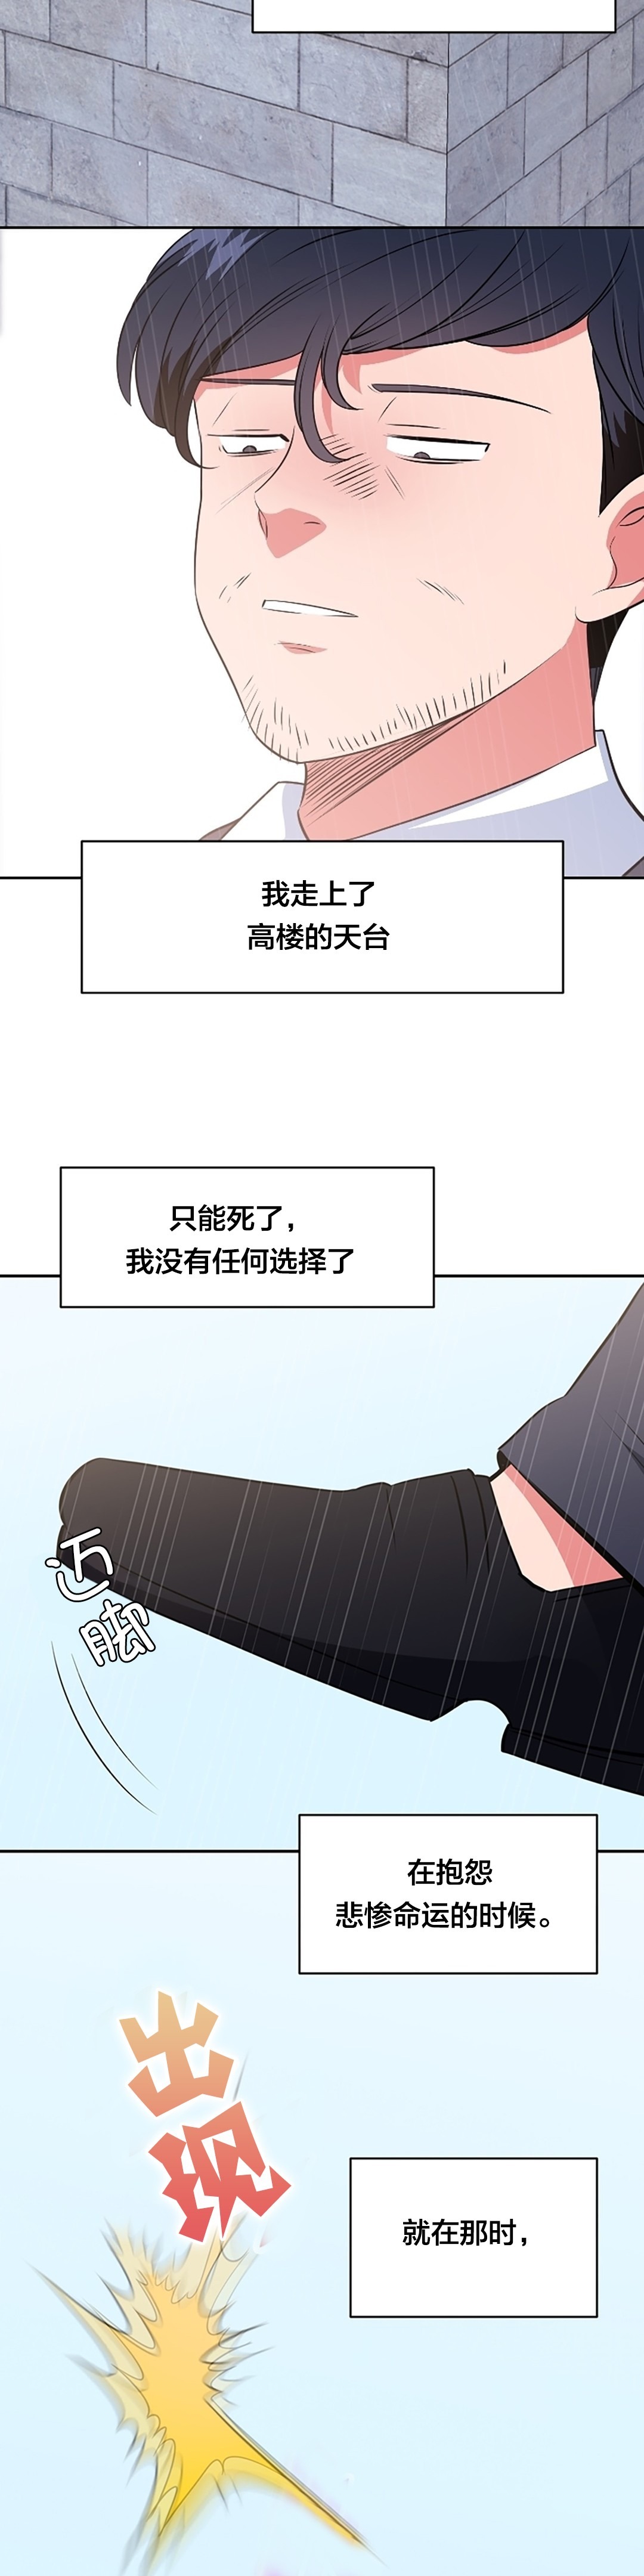 我走上了
高楼的天台
只能死了，
我没有任何选择了
迈
脚
在抱怨
悲惨命运的时候。
出
现
就在那时，